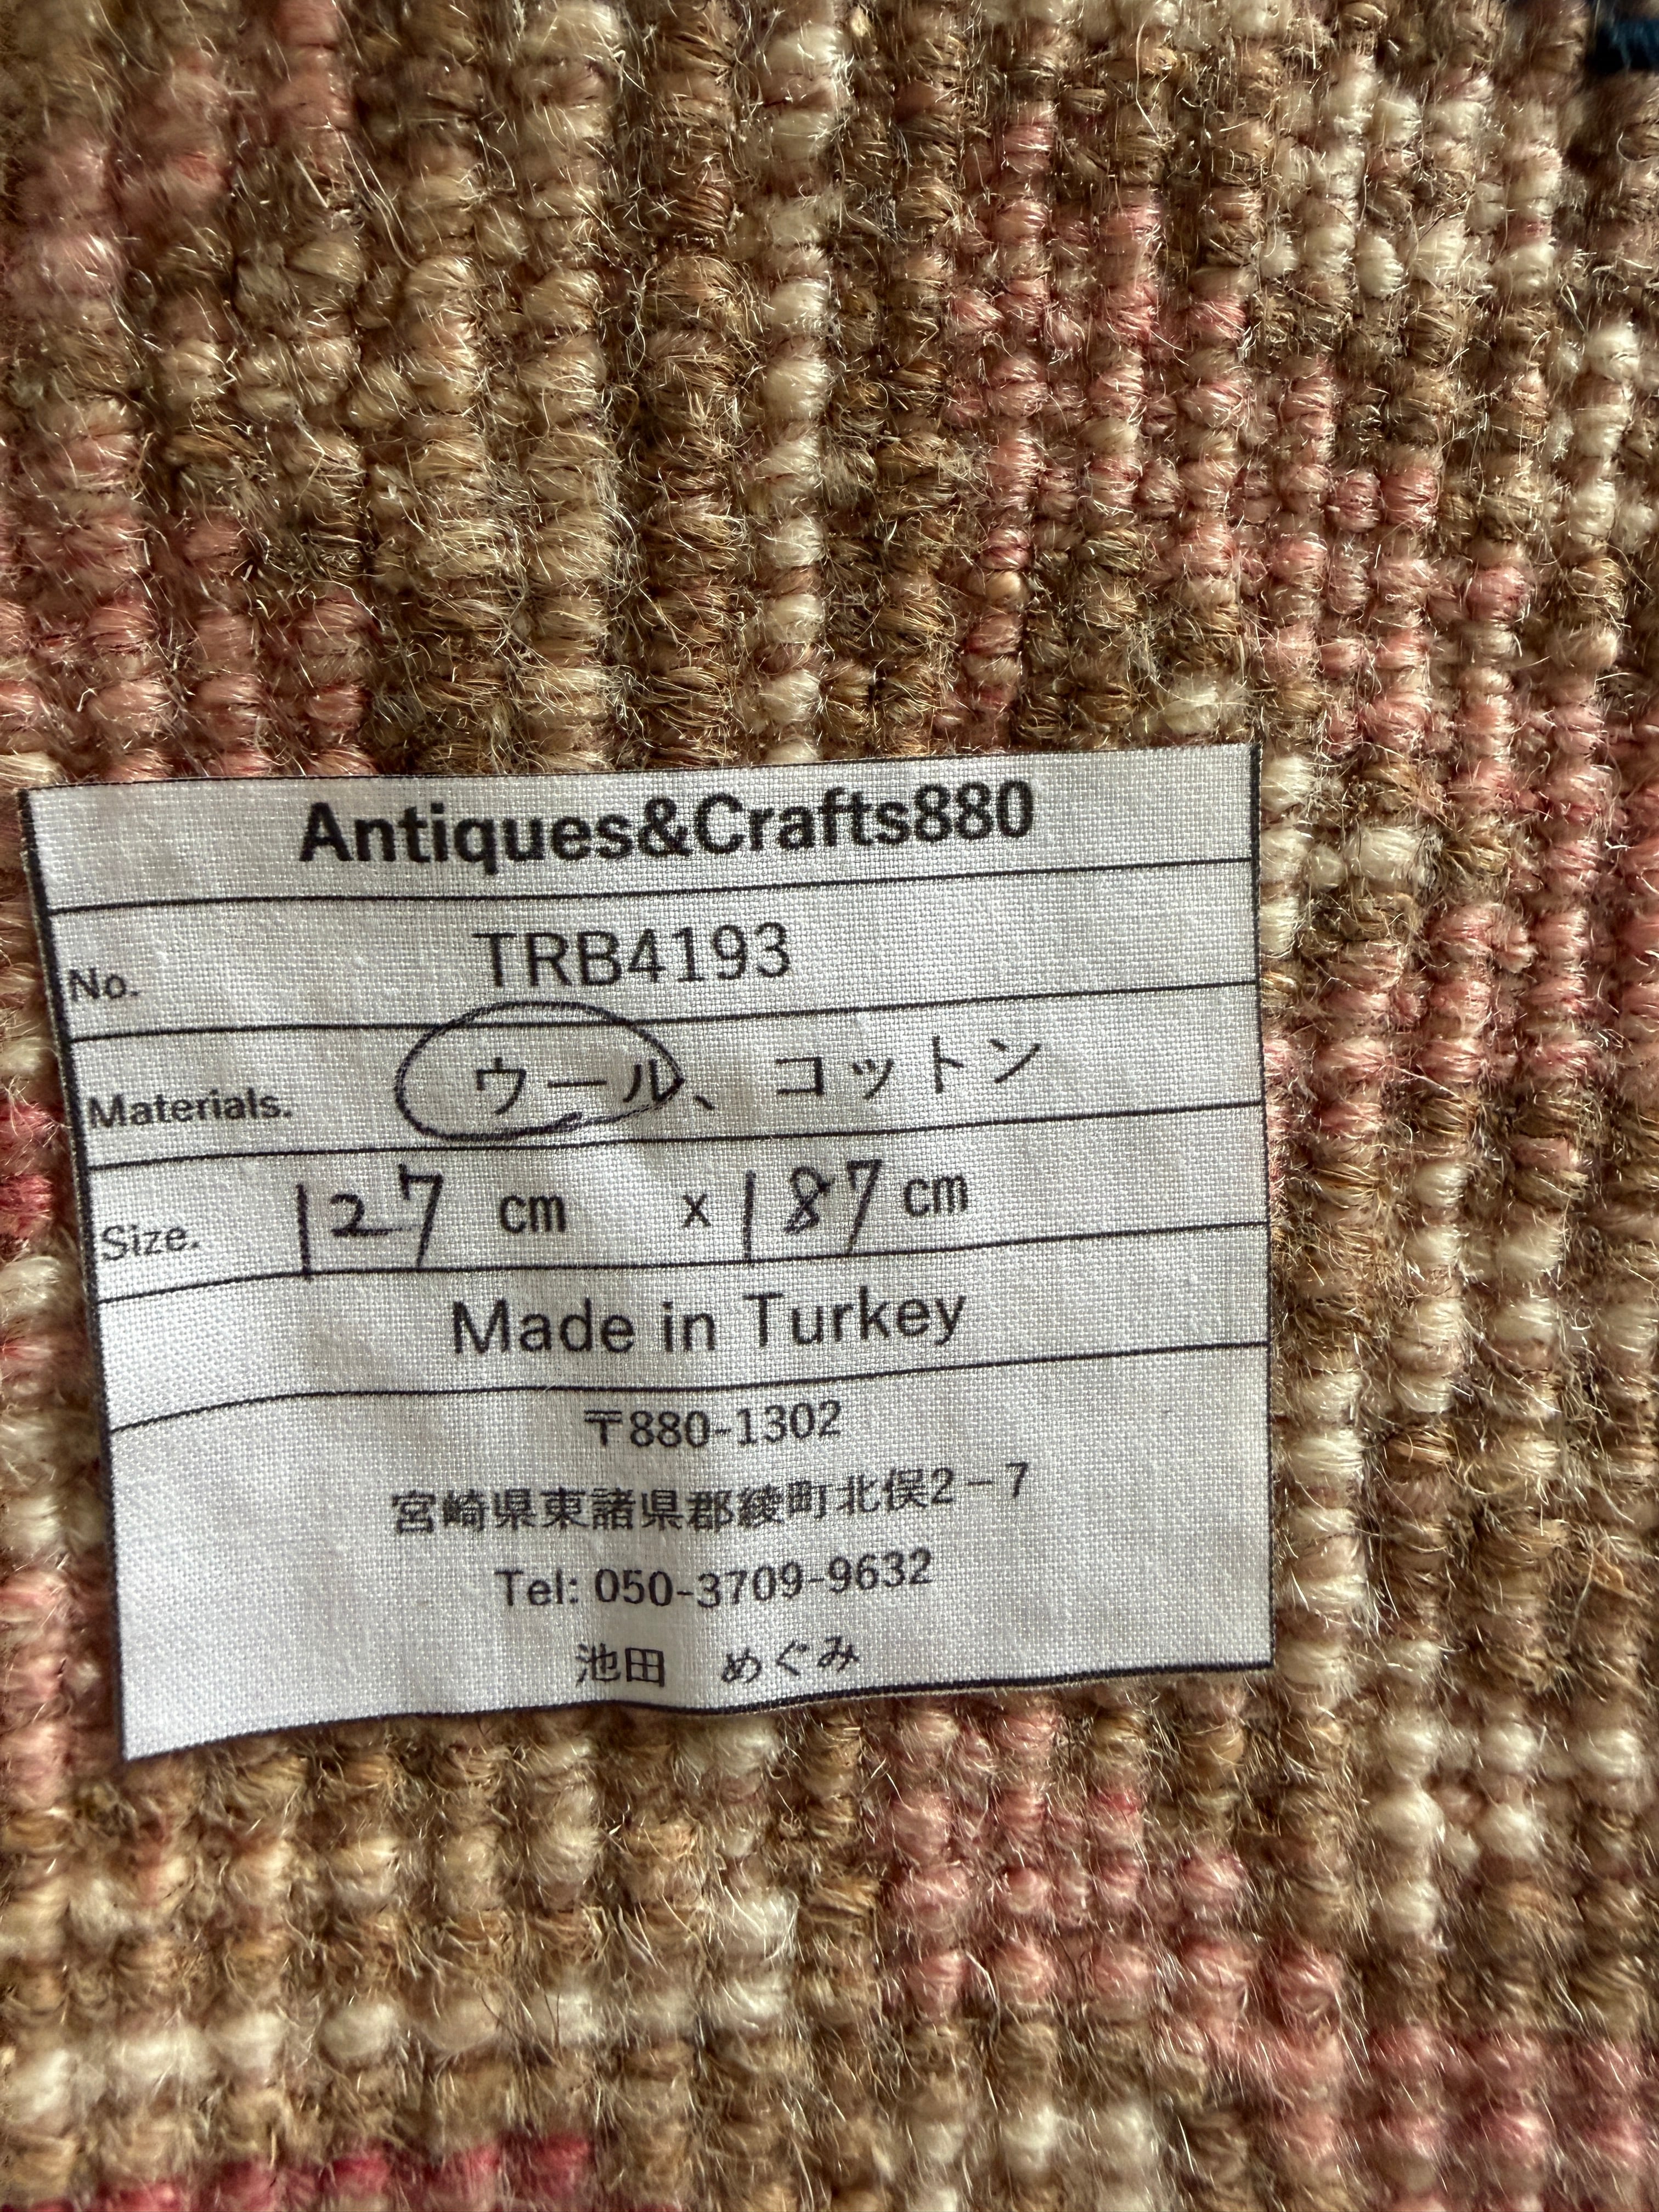 Antiques&Crafts880
No. TRB4193
Materials. ウール、コットン
Size. 127 cm x 187 cm
Made in Turkey
〒880-1302
宮崎県東諸県郡綾町北俣2－7
Tel: 050-3709-9632
池田　めぐみ